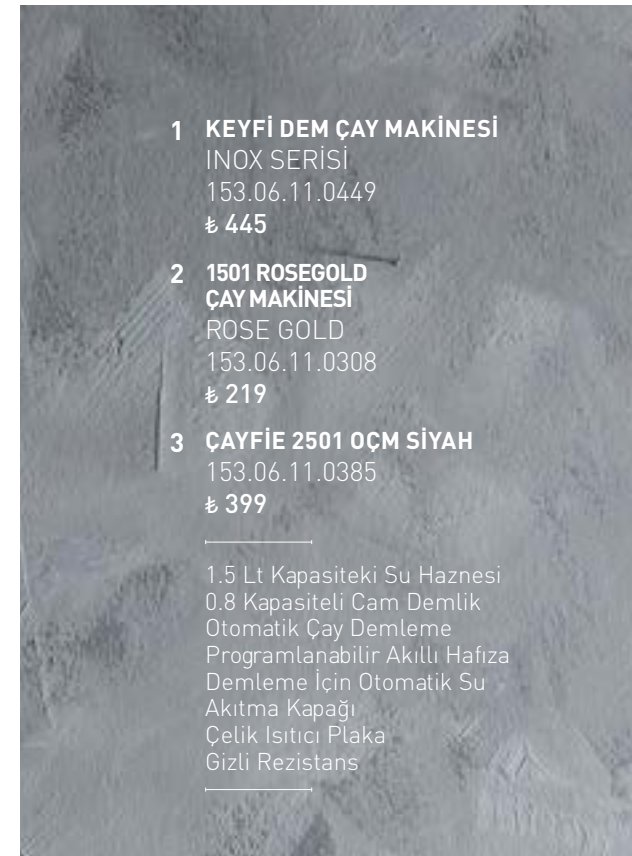 1 KEYFİ DEM ÇAY MAKİNESİ
INOX SERİSİ
153.06.11.0449
₺ 445
2 1501 ROSEGOLD
ÇAY MAKİNESİ
ROSE GOLD
153.06.11.0308
₺ 219
3 ÇAYFİE 2501 OÇM SİYAH
153.06.11.0385
₺ 399
1.5 Lt Kapasiteki Su Haznesi
0.8 Kapasiteli Cam Demlik
Otomatik Çay Demleme
Programlanabilir Akıllı Hafıza
Demleme İçin Otomatik Su
Akıtma Kapağı
Çelik Isıtıcı Plaka
Gizli Rezistans